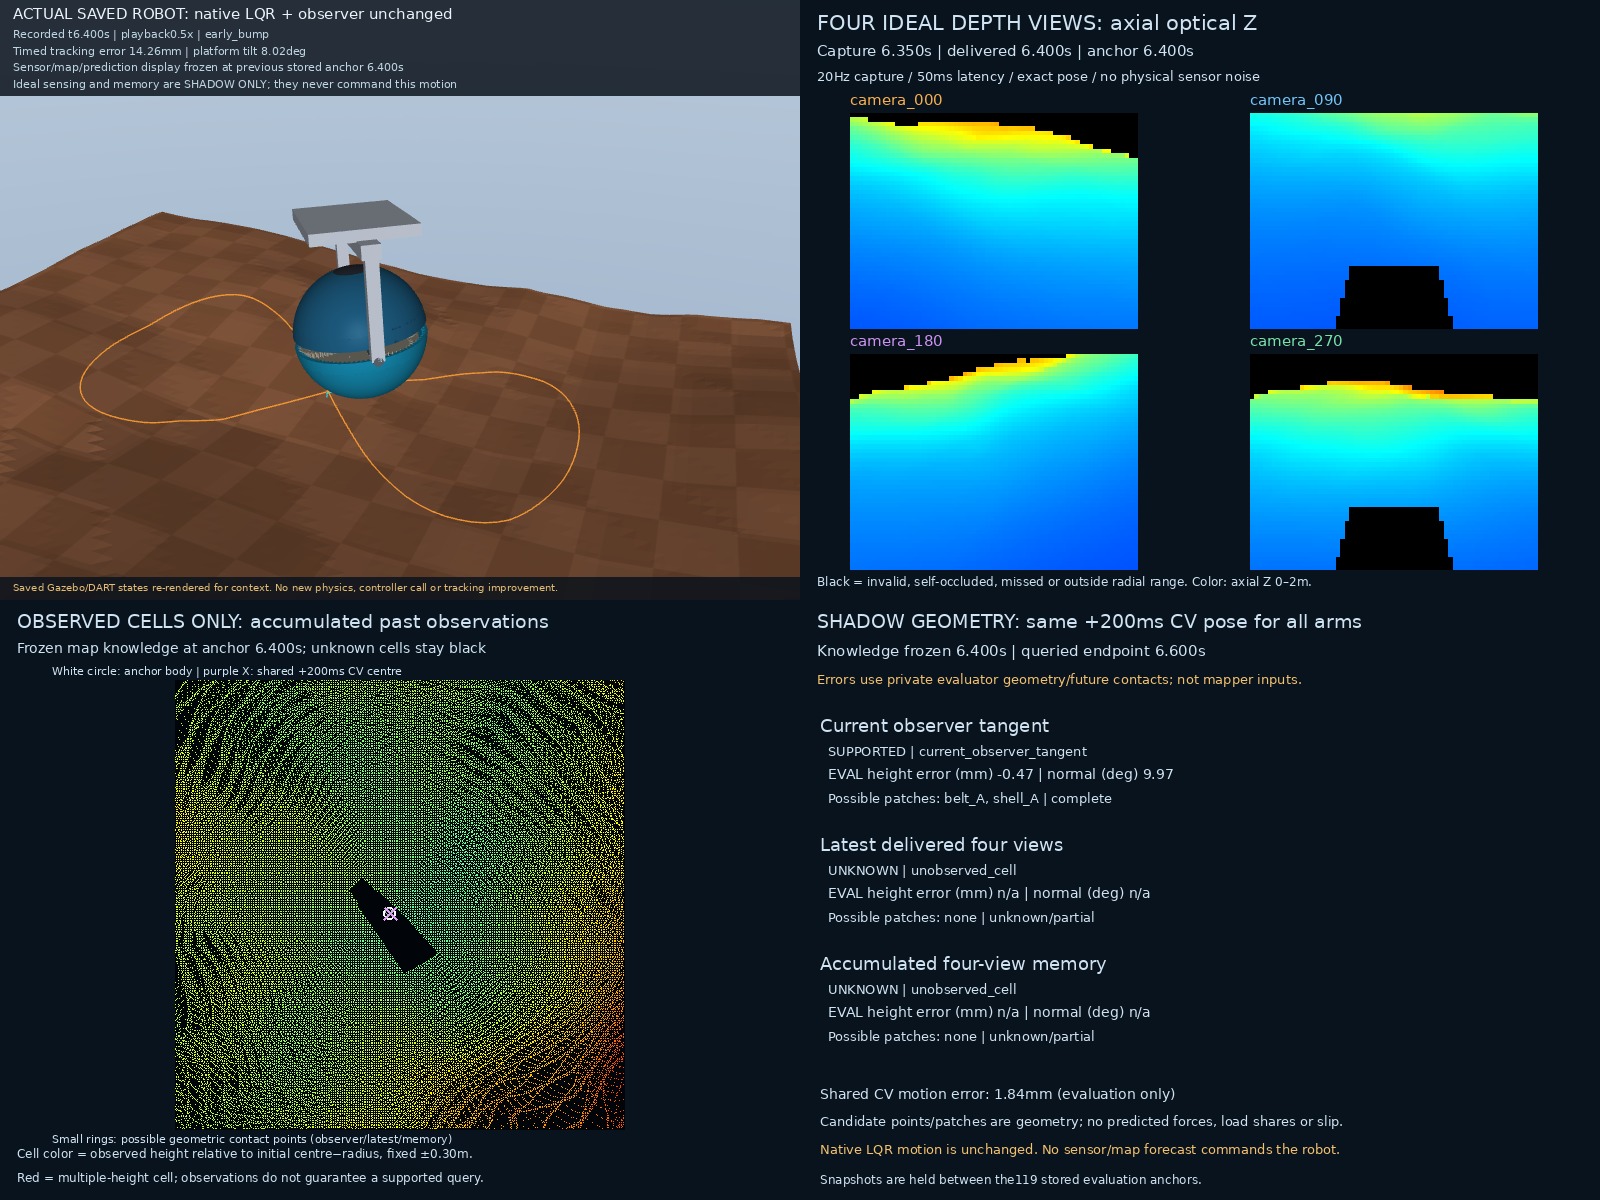 ACTUAL SAVED ROBOT: native LQR + observer unchanged
Recorded t6.400s | playback0.5x | early_bump
Timed tracking error 14.26mm | platform tilt 8.02deg
Sensor/map/prediction display frozen at previous stored anchor 6.400s
Ideal sensing and memory are SHADOW ONLY; they never command this motion
Saved Gazebo/DART states re-rendered for context. No new physics, controller call or tracking improvement.
FOUR IDEAL DEPTH VIEWS: axial optical Z
Capture 6.350s | delivered 6.400s | anchor 6.400s
20Hz capture / 50ms latency / exact pose / no physical sensor noise
camera_000
camera_090
camera_180
camera_270
Black = invalid, self-occluded, missed or outside radial range. Color: axial Z 0–2m.
OBSERVED CELLS ONLY: accumulated past observations
Frozen map knowledge at anchor 6.400s; unknown cells stay black
White circle: anchor body | purple X: shared +200ms CV centre
Small rings: possible geometric contact points (observer/latest/memory)
Cell color = observed height relative to initial centre−radius, fixed ±0.30m.
Red = multiple-height cell; observations do not guarantee a supported query.
SHADOW GEOMETRY: same +200ms CV pose for all arms
Knowledge frozen 6.400s | queried endpoint 6.600s
Errors use private evaluator geometry/future contacts; not mapper inputs.
Current observer tangent
SUPPORTED | current_observer_tangent
EVAL height error (mm) -0.47 | normal (deg) 9.97
Possible patches: belt_A, shell_A | complete
Latest delivered four views
UNKNOWN | unobserved_cell
EVAL height error (mm) n/a | normal (deg) n/a
Possible patches: none | unknown/partial
Accumulated four-view memory
UNKNOWN | unobserved_cell
EVAL height error (mm) n/a | normal (deg) n/a
Possible patches: none | unknown/partial
Shared CV motion error: 1.84mm (evaluation only)
Candidate points/patches are geometry; no predicted forces, load shares or slip.
Native LQR motion is unchanged. No sensor/map forecast commands the robot.
Snapshots are held between the119 stored evaluation anchors.